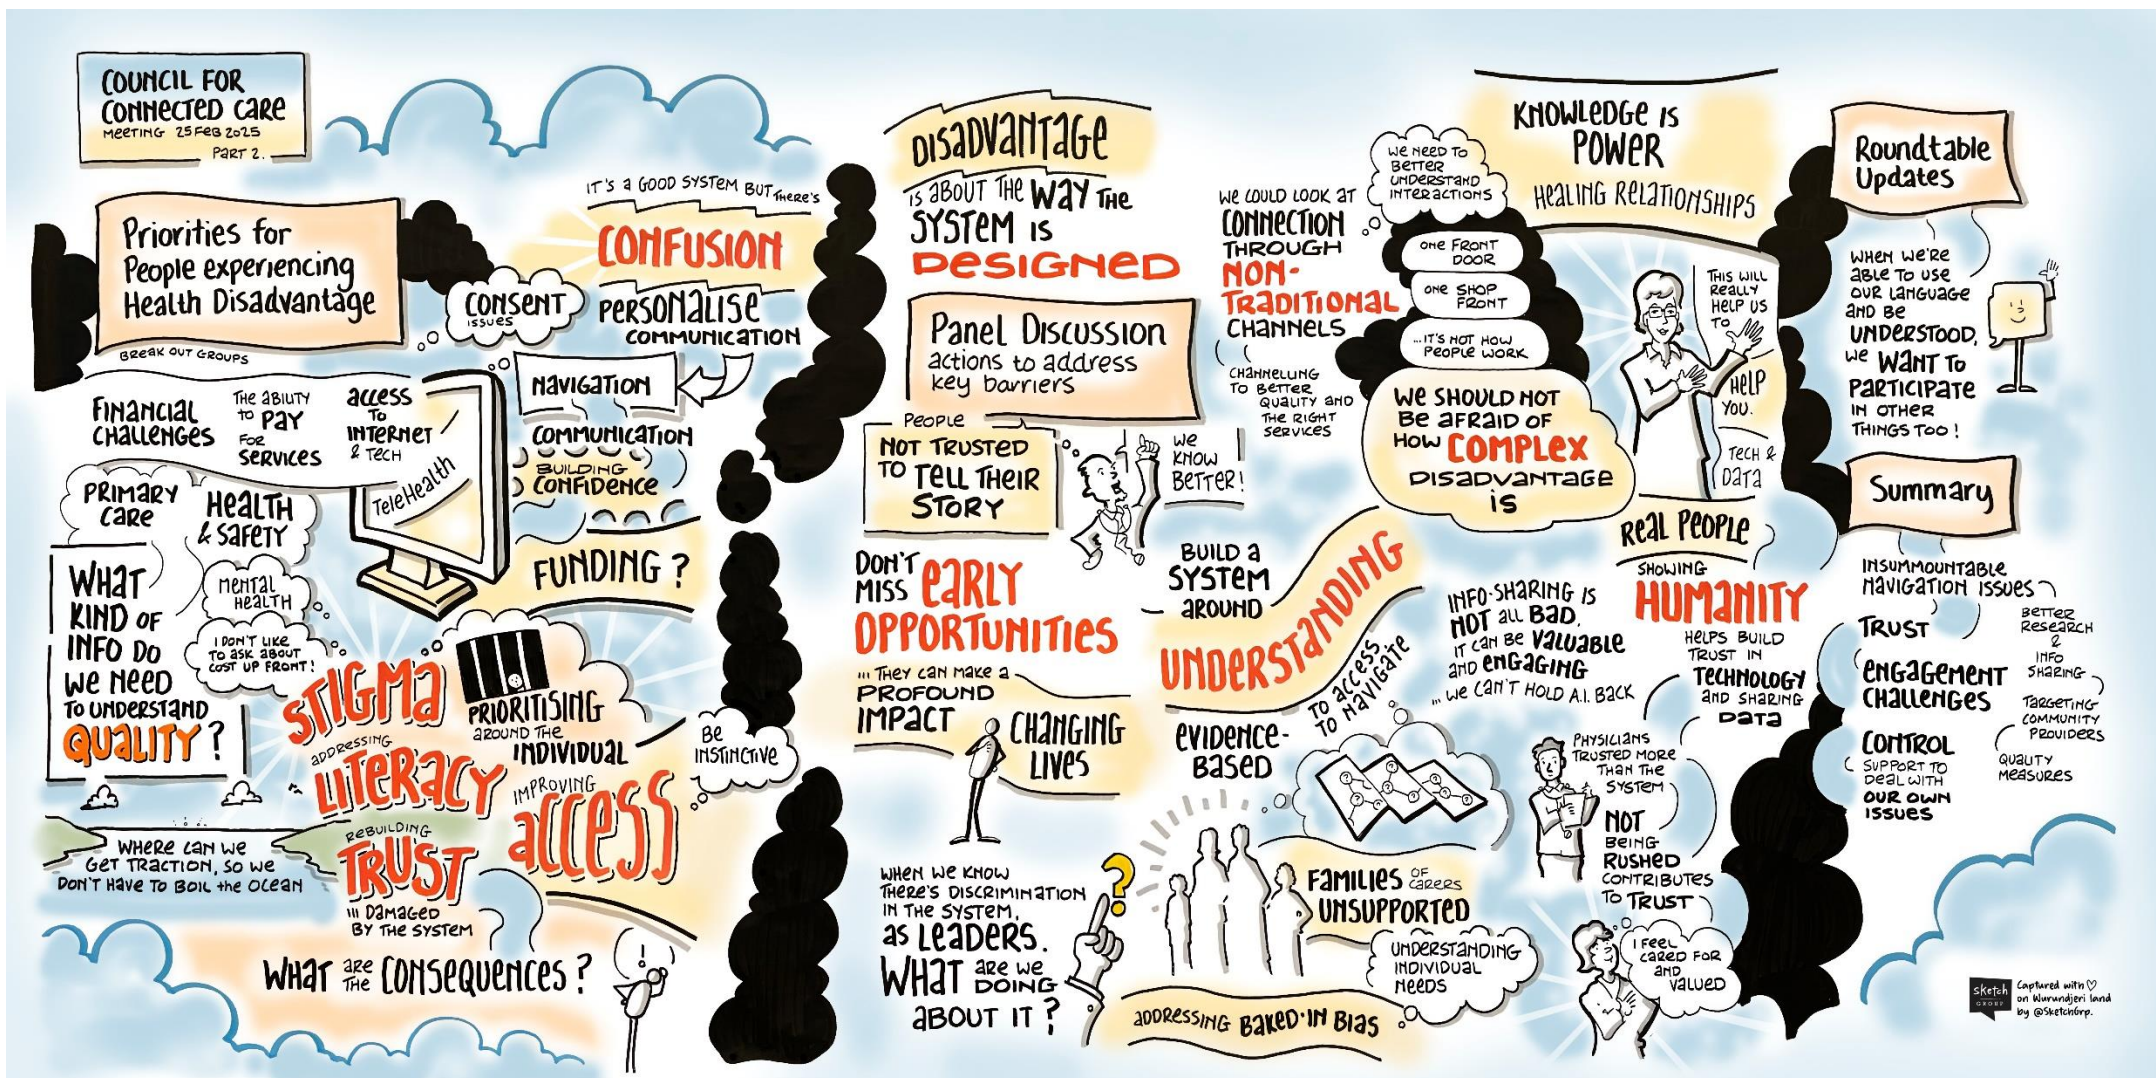 COUNCIL FOR
CONNECTED CARE
MEETING 25 FEB 2025
PART 2.
Priorities for
People experiencing
Health Disadvantage
BREAK OUT GROUPS
FINANCIAL
CHALLENGES
THE ABILITY
TO PAY
FOR
SERVICES
ACCESS
TO
INTERNET
& TECH
TeleHealth
IT'S A GOOD SYSTEM BUT THERE'S
CONFUSION
CONSENT
ISSUES
PERSONALISE
COMMUNICATION
NAVIGATION
COMMUNICATION
BUILDING
CONFIDENCE
FUNDING ?
PRIMARY
CARE
HEALTH
& SAFETY
MENTAL
HEALTH
I DON'T LIKE
TO ASK ABOUT
COST UP FRONT!
WHAT
KIND OF
INFO DO
WE NEED
TO UNDERSTAND
QUALITY ?
STIGMA
ADDRESSING
LITERACY
REBUILDING
TRUST
... DAMAGED
BY THE SYSTEM
PRIORITISING
AROUND THE
INDIVIDUAL
IMPROVING
ACCESS
BE
INSTINCTIVE
WHERE CAN WE
GET TRACTION, SO WE
DON'T HAVE TO BOIL the OCEAN
WHAT ARE THE CONSEQUENCES ?
!
DISADVANTAGE
IS ABOUT THE WAY THE
SYSTEM IS
DESIGNED
Panel Discussion
actions to address
key barriers
PEOPLE
NOT TRUSTED
TO TELL THEIR
STORY
WE
KNOW
BETTER!
DON'T
MISS EARLY
OPPORTUNITIES
... THEY CAN MAKE A
PROFOUND
IMPACT
CHANGING
LIVES
WHEN WE KNOW
THERE'S DISCRIMINATION
IN THE SYSTEM,
AS LEADERS.
WHAT ARE WE
DOING
ABOUT IT ?
?
WE COULD LOOK AT
CONNECTION
THROUGH
NON-
TRADITIONAL
CHANNELS
CHANNELLING
TO BETTER
QUALITY AND
THE RIGHT
SERVICES
WE NEED TO
BETTER
UNDERSTAND
INTERACTIONS
ONE FRONT
DOOR
ONE SHOP
FRONT
...IT'S NOT HOW
PEOPLE WORK
WE SHOULD NOT
BE AFRAID OF
HOW COMPLEX
DISADVANTAGE
IS
BUILD A
SYSTEM
AROUND
UNDERSTANDING
TO ACCESS
TO NAVIGATE
EVIDENCE-
BASED
FAMILIES OF CARERS
UNSUPPORTED
UNDERSTANDING
INDIVIDUAL
NEEDS
ADDRESSING BAKED-IN BIAS
KNOWLEDGE IS
POWER
HEALING RELATIONSHIPS
THIS WILL
REALLY
HELP US
TO
HELP
YOU.
TECH &
DATA
INFO-SHARING IS
NOT ALL BAD,
IT CAN BE VALUABLE
AND ENGAGING
... WE CAN'T HOLD A.I. BACK
REAL PEOPLE
SHOWING
HUMANITY
HELPS BUILD
TRUST IN
TECHNOLOGY
AND SHARING
DATA
PHYSICIANS
TRUSTED MORE
THAN THE
SYSTEM
NOT
BEING
RUSHED
CONTRIBUTES
TO TRUST
I FEEL
CARED FOR
AND
VALUED
Roundtable
Updates
WHEN WE'RE
ABLE TO USE
OUR LANGUAGE
AND BE
UNDERSTOOD,
WE WANT TO
PARTICIPATE
IN OTHER
THINGS TOO!
Summary
INSUMMOUNTABLE
NAVIGATION ISSUES
TRUST
ENGAGEMENT
CHALLENGES
CONTROL
SUPPORT TO
DEAL WITH
OUR OWN
ISSUES
BETTER
RESEARCH
&
INFO
SHARING
TARGETING
COMMUNITY
PROVIDERS
QUALITY
MEASURES
sketch
GROUP
Captured with ♡
on Wurundjeri land
by @SketchGrp.